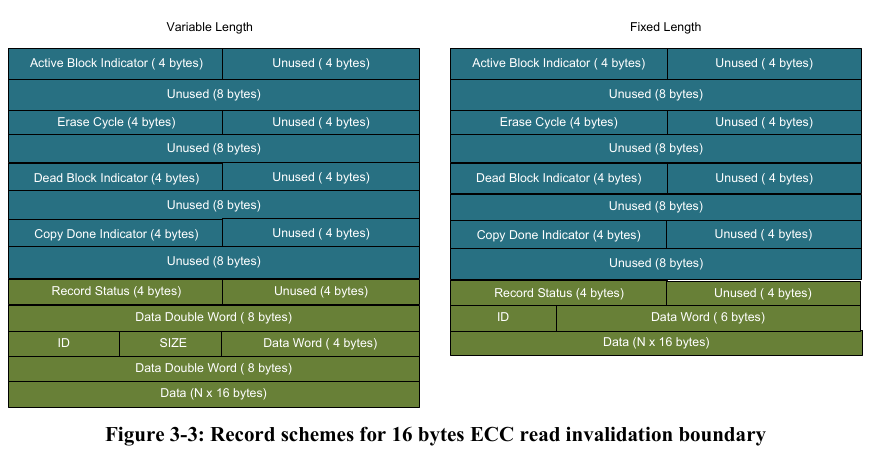 Variable Length
Active Block Indicator ( 4 bytes) Unused ( 4 bytes)
Unused (8 bytes)
Erase Cycle (4 bytes) Unused ( 4 bytes)
Unused (8 bytes)
Dead Block Indicator (4 bytes) Unused ( 4 bytes)
Unused (8 bytes)
Copy Done Indicator (4 bytes) Unused ( 4 bytes)
Unused (8 bytes)
Record Status (4 bytes) Unused (4 bytes)
Data Double Word ( 8 bytes)
ID SIZE Data Word ( 4 bytes)
Data Double Word ( 8 bytes)
Data (N x 16 bytes)
Fixed Length
Active Block Indicator ( 4 bytes) Unused ( 4 bytes)
Unused (8 bytes)
Erase Cycle (4 bytes) Unused ( 4 bytes)
Unused (8 bytes)
Dead Block Indicator (4 bytes) Unused ( 4 bytes)
Unused (8 bytes)
Copy Done Indicator (4 bytes) Unused ( 4 bytes)
Unused (8 bytes)
Record Status (4 bytes) Unused ( 4 bytes)
ID Data Word ( 6 bytes)
Data (N x 16 bytes)
Figure 3-3: Record schemes for 16 bytes ECC read invalidation boundary